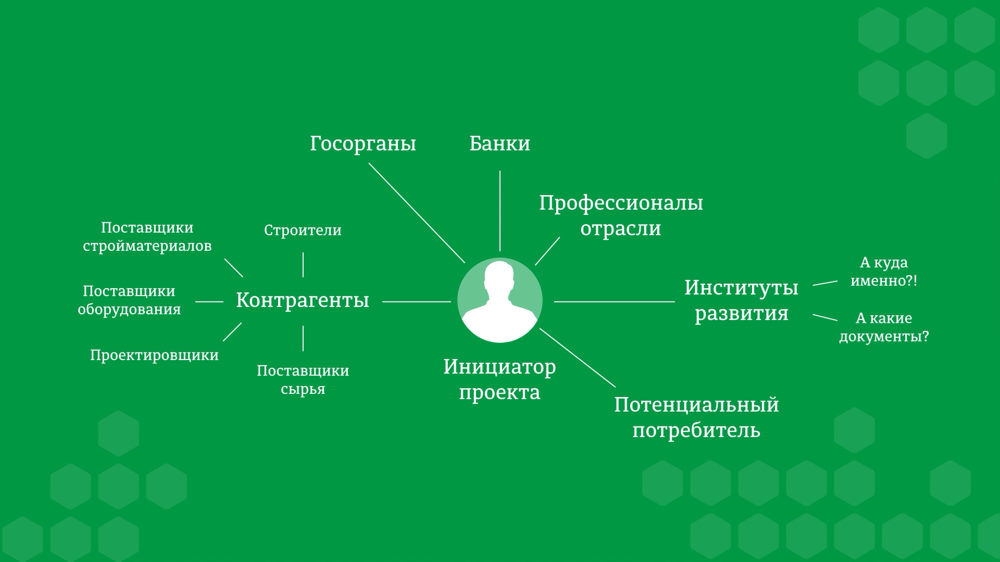 Госорганы
Банки
Профессионалы
отрасли
Поставщики
стройматериалов
Строители
Поставщики
оборудования
Контрагенты
Проектировщики
Поставщики
сырья
Инициатор
проекта
Институты
развития
А куда
именно?!
А какие
документы?
Потенциальный
потребитель